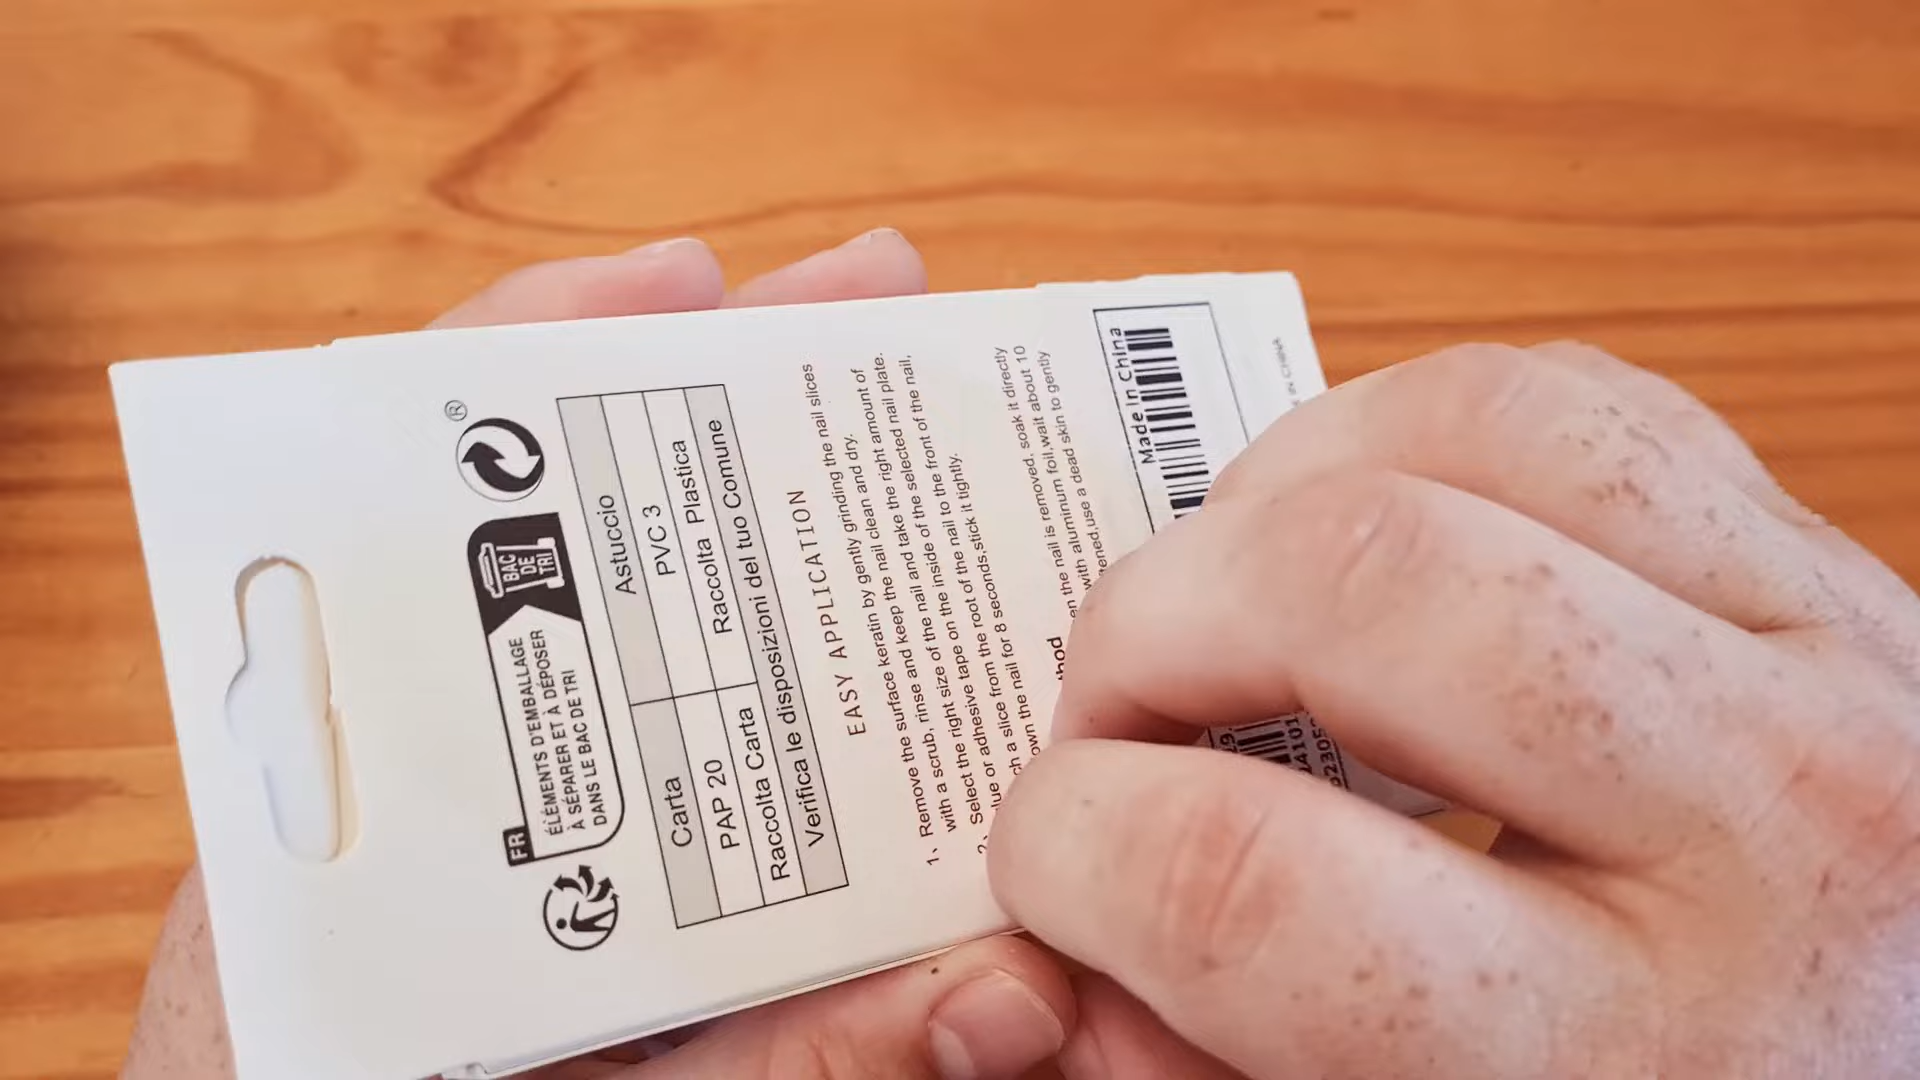 ®
FR
ÉLÉMENTS D'EMBALLAGE
À SÉPARER ET À DÉPOSER
DANS LE BAC DE TRI
BAC
DE
TRI
Carta Astuccio
PAP 20 PVC 3
Raccolta Carta Raccolta Plastica
Verifica le disposizioni del tuo Comune
EASY APPLICATION
1、Remove the surface keratin by gently grinding the nail slices
with a scrub, rinse and keep the nail clean and dry.
2、Select the right size of the nail and take the right amount of
adhesive tape on the inside of the selected nail plate.
slice from the root of the nail to the front of the nail,
the nail for 8 seconds,stick it tightly.
the nail is removed, soak it directly
with aluminum foil,wait about 10
use a dead skin to gently
Made In China
IN CHINA